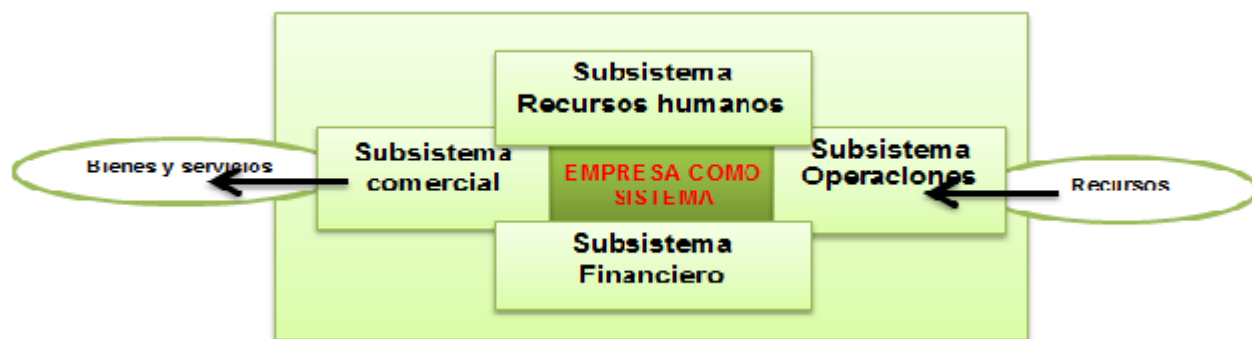 Subsistema
Recursos humanos
Bienes y servicios
Subsistema
comercial
EMPRESA COMO
SISTEMA
Subsistema
Operaciones
Recursos
Subsistema
Financiero